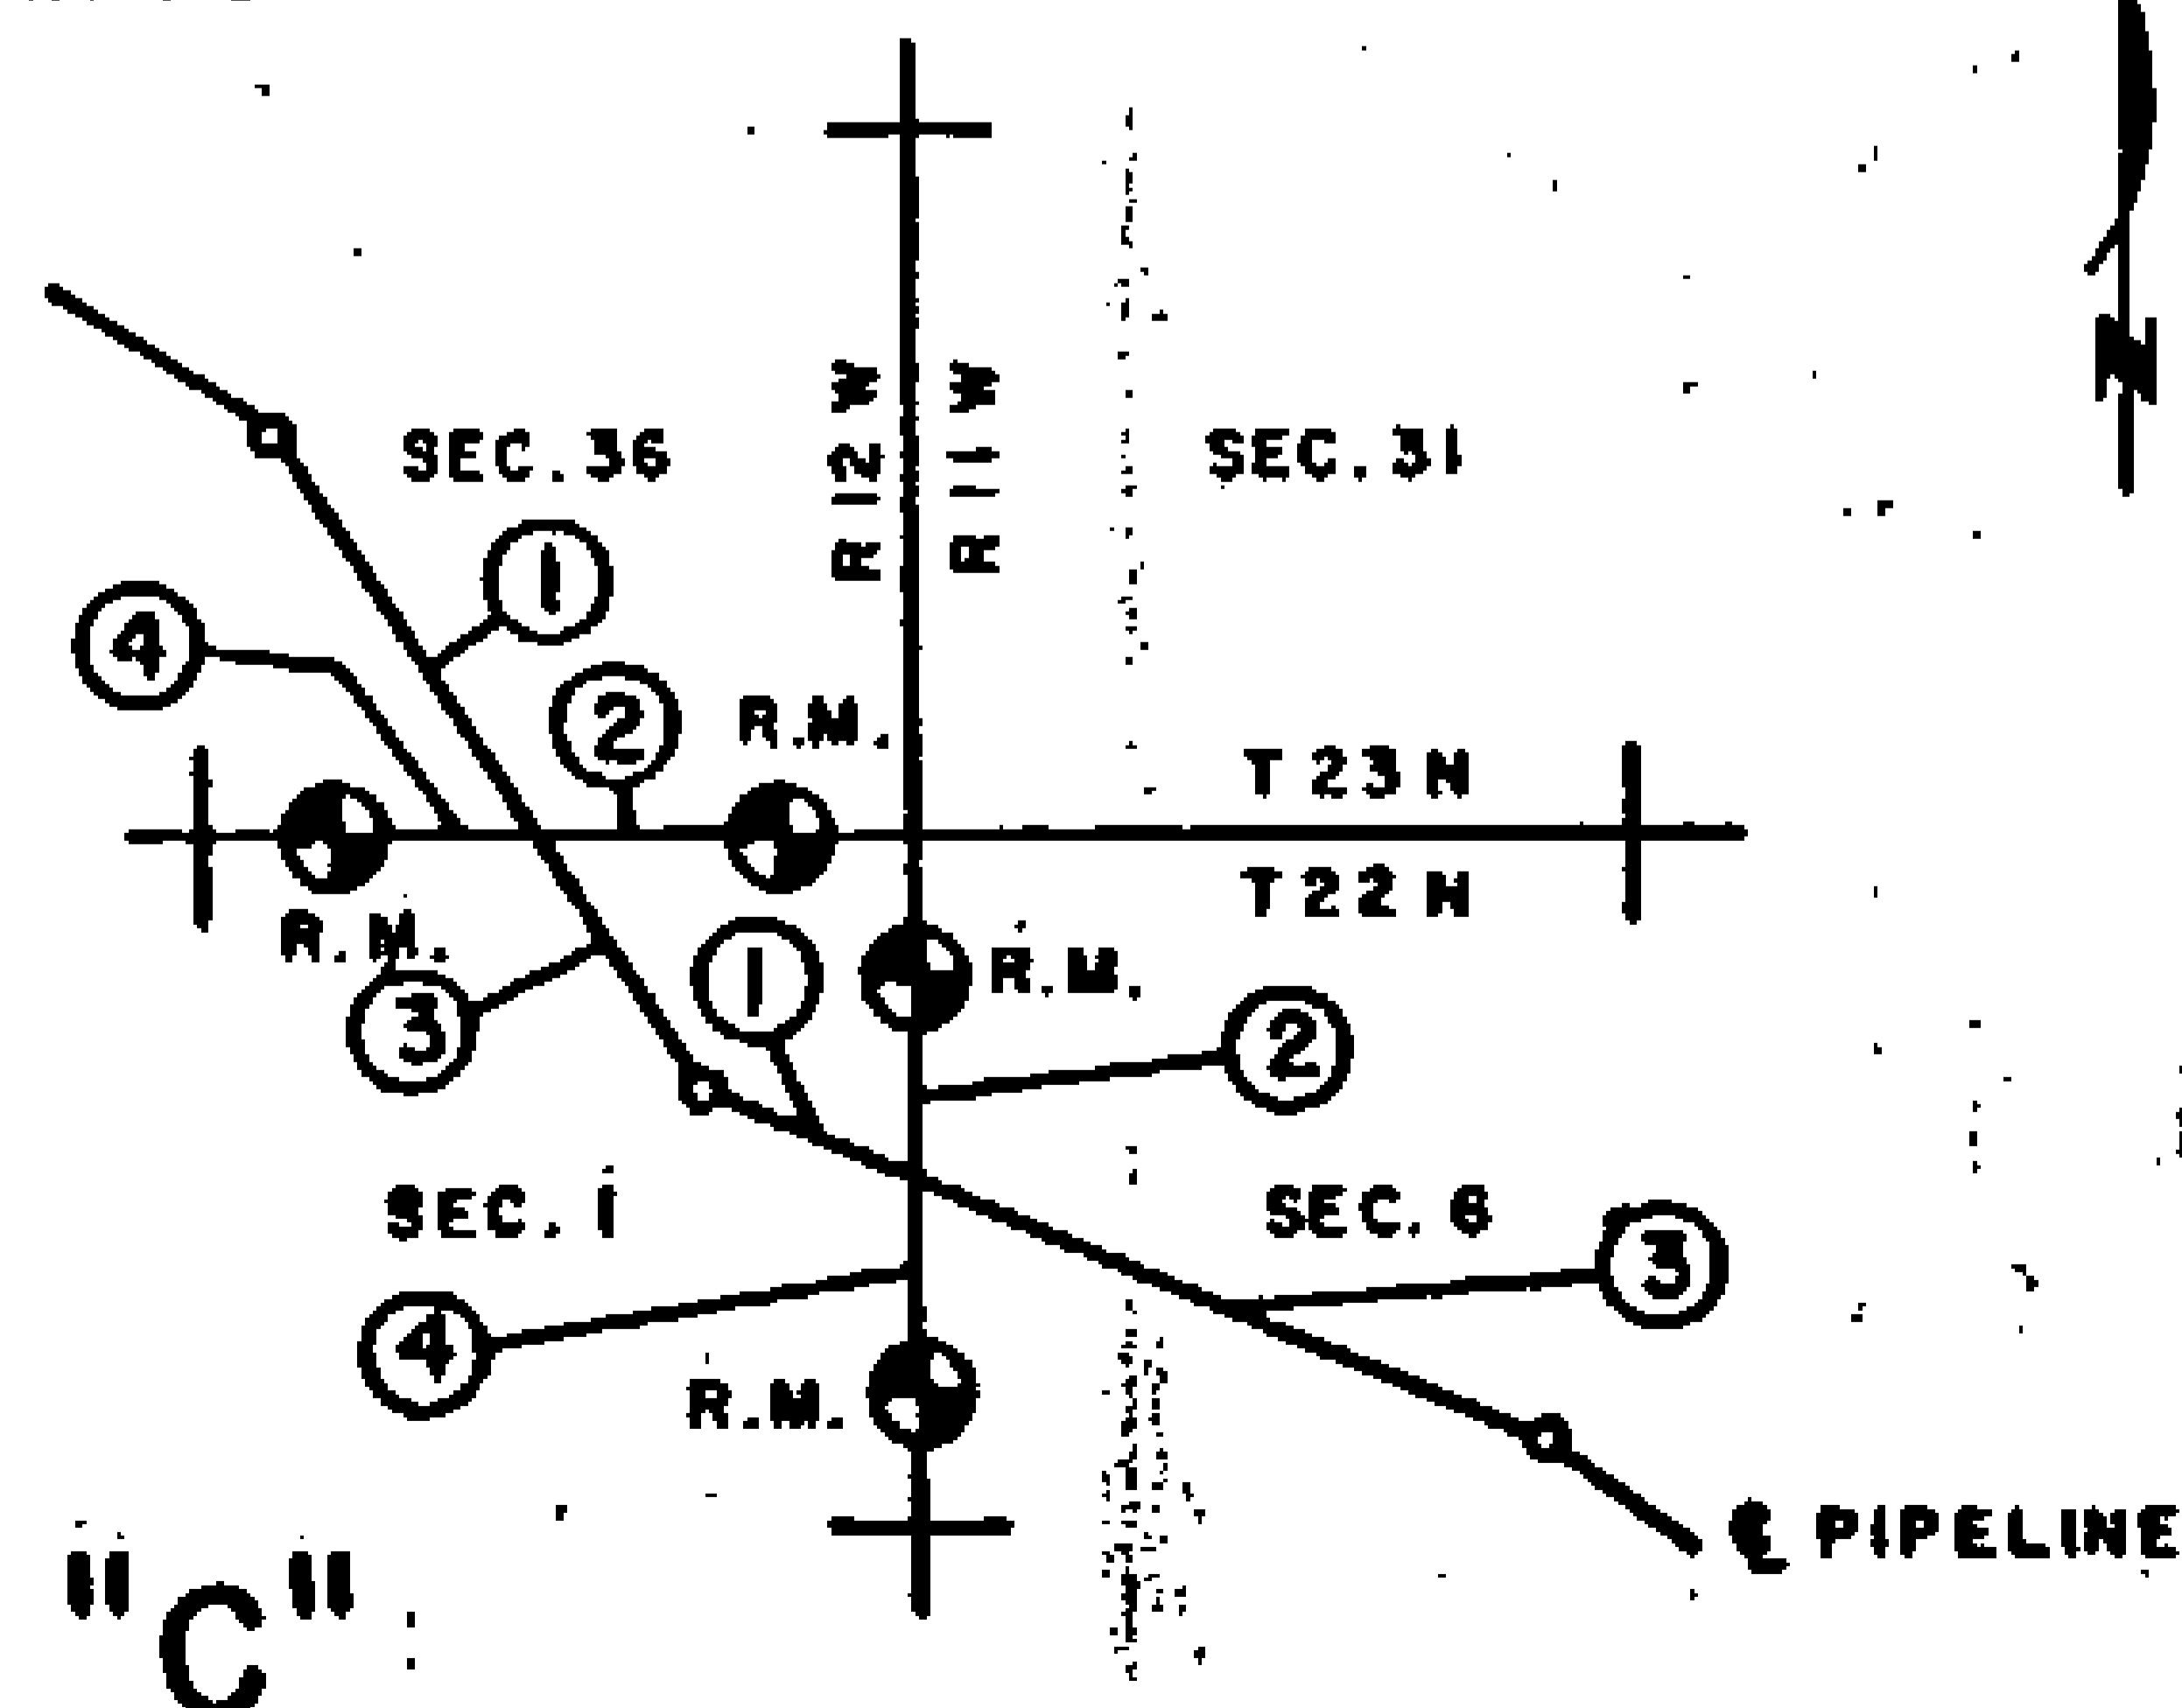 N
R 12 W
R 11 W
SEC. 36
SEC. 31
1
4
2
R.M.
T 23 N
T 22 N
R.M.
R.M.
1
3
2
SEC. 1
SEC. 6
3
4
R.M.
℄ PIPELINE
"C"